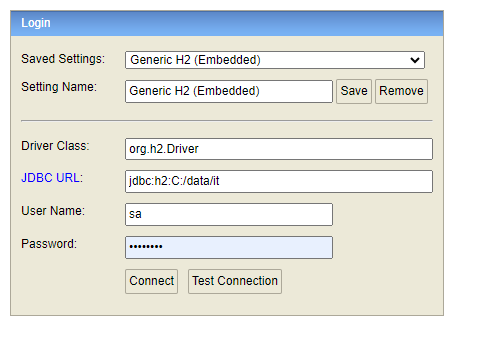 Login
Saved Settings: Generic H2 (Embedded)
Setting Name: Generic H2 (Embedded) Save Remove
Driver Class: org.h2.Driver
JDBC URL: jdbc:h2:C:/data/it
User Name: sa
Password: ••••••••
Connect Test Connection